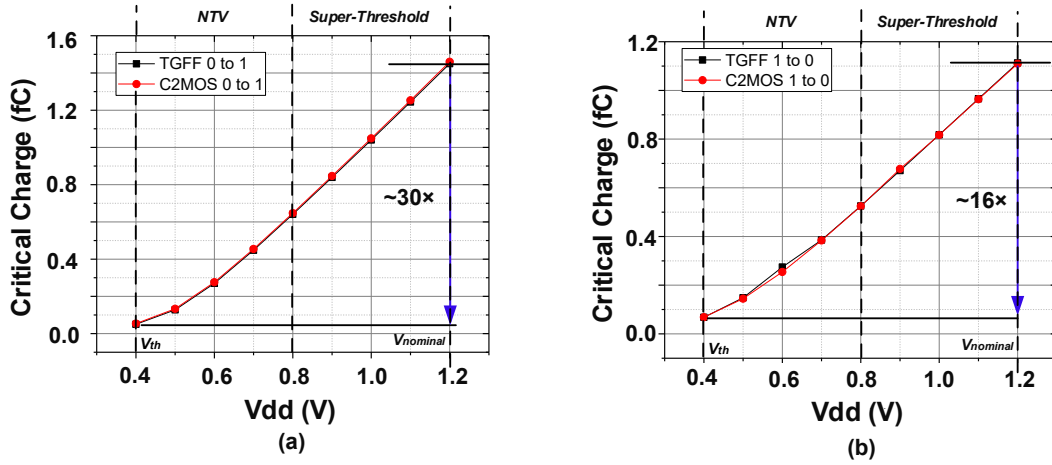 NTV
Super-Threshold
1.6
TGFF 0 to 1
C2MOS 0 to 1
1.2
0.8
~30×
0.4
0.0
Vth
Vnominal
0.4 0.6 0.8 1.0 1.2
Critical Charge (fC)
Vdd (V)
(a)
NTV
Super-Threshold
1.2
TGFF 1 to 0
C2MOS 1 to 0
0.8
~16×
0.4
0.0
Vth
Vnominal
0.4 0.6 0.8 1.0 1.2
Critical Charge (fC)
Vdd (V)
(b)